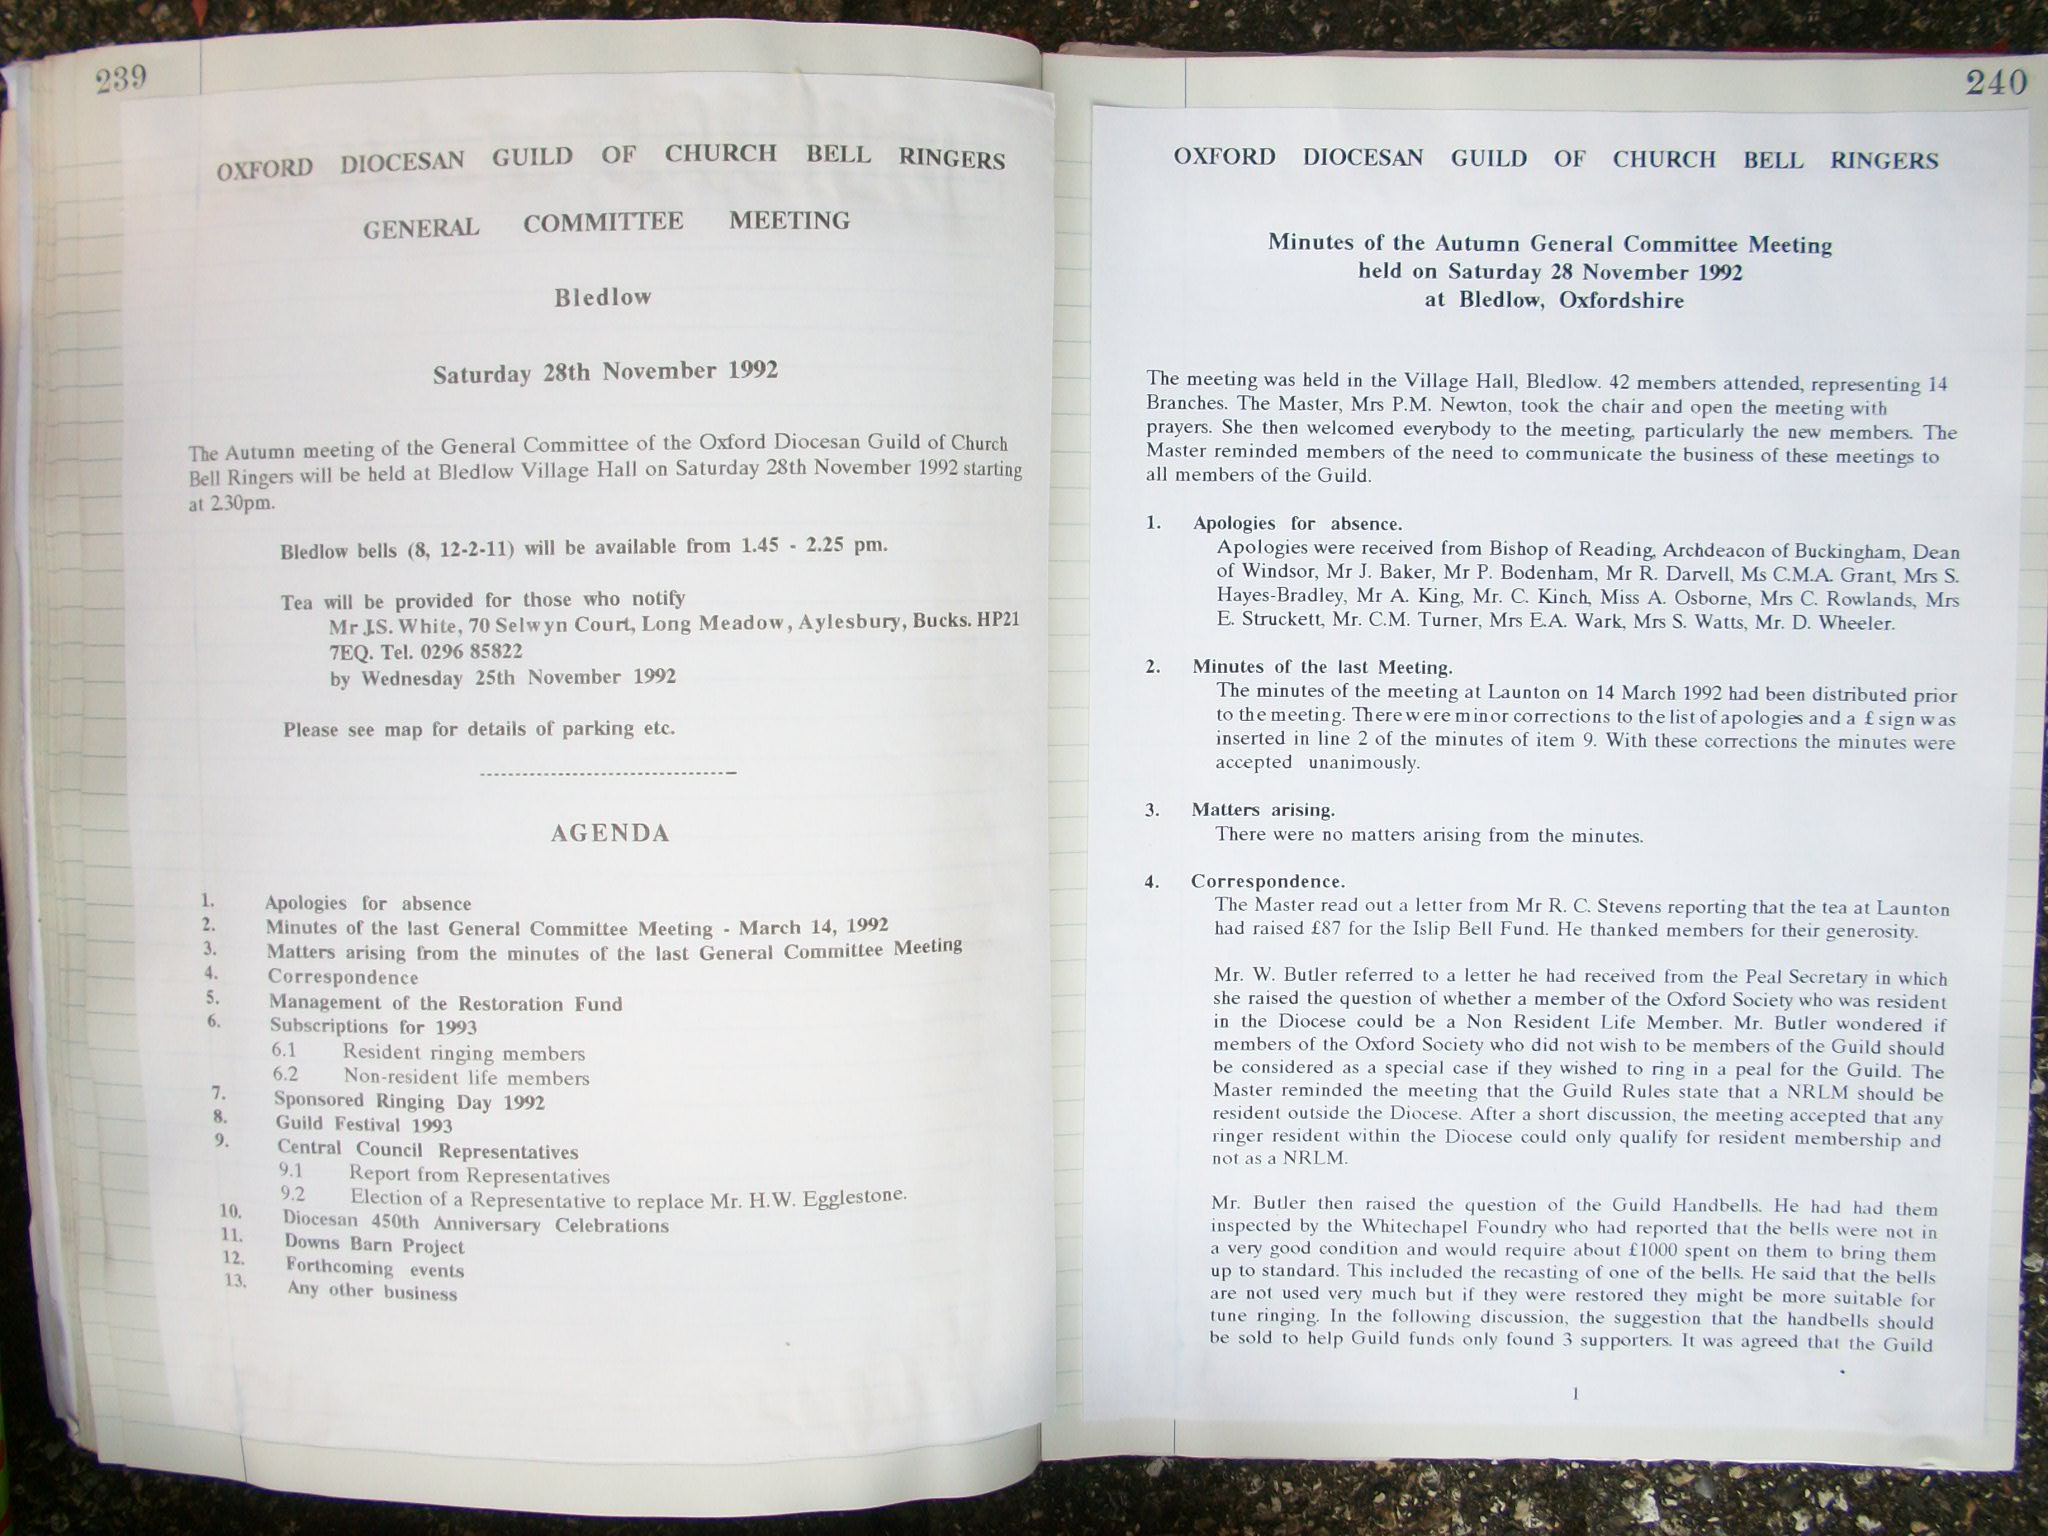 239
OXFORD DIOCESAN GUILD OF CHURCH BELL RINGERS
GENERAL COMMITTEE MEETING
Bledlow
Saturday 28th November 1992
The Autumn meeting of the General Committee of the Oxford Diocesan Guild of Church
Bell Ringers will be held at Bledlow Village Hall on Saturday 28th November 1992 starting
at 2.30pm.
Bledlow bells (8, 12-2-11) will be available from 1.45 - 2.25 pm.
Tea will be provided for those who notify
Mr J.S. White, 70 Selwyn Court, Long Meadow, Aylesbury, Bucks. HP21
7EQ. Tel. 0296 85822
by Wednesday 25th November 1992
Please see map for details of parking etc.
AGENDA
1. Apologies for absence
2. Minutes of the last General Committee Meeting - March 14, 1992
3. Matters arising from the minutes of the last General Committee Meeting
4. Correspondence
5. Management of the Restoration Fund
6. Subscriptions for 1993
6.1 Resident ringing members
6.2 Non-resident life members
7. Sponsored Ringing Day 1992
8. Guild Festival 1993
9. Central Council Representatives
9.1 Report from Representatives
9.2 Election of a Representative to replace Mr. H.W. Egglestone.
10. Diocesan 450th Anniversary Celebrations
11. Downs Barn Project
12. Forthcoming events
13. Any other business
240
OXFORD DIOCESAN GUILD OF CHURCH BELL RINGERS
Minutes of the Autumn General Committee Meeting
held on Saturday 28 November 1992
at Bledlow, Oxfordshire
The meeting was held in the Village Hall, Bledlow. 42 members attended, representing 14
Branches. The Master, Mrs P.M. Newton, took the chair and open the meeting with
prayers. She then welcomed everybody to the meeting, particularly the new members. The
Master reminded members of the need to communicate the business of these meetings to
all members of the Guild.
1. Apologies for absence.
Apologies were received from Bishop of Reading, Archdeacon of Buckingham, Dean
of Windsor, Mr J. Baker, Mr P. Bodenham, Mr R. Darvell, Ms C.M.A. Grant, Mrs S.
Hayes-Bradley, Mr A. King, Mr. C. Kinch, Miss A. Osborne, Mrs C. Rowlands, Mrs
E. Struckett, Mr. C.M. Turner, Mrs E.A. Wark, Mrs S. Watts, Mr. D. Wheeler.
2. Minutes of the last Meeting.
The minutes of the meeting at Launton on 14 March 1992 had been distributed prior
to the meeting. There were minor corrections to the list of apologies and a £ sign was
inserted in line 2 of the minutes of item 9. With these corrections the minutes were
accepted unanimously.
3. Matters arising.
There were no matters arising from the minutes.
4. Correspondence.
The Master read out a letter from Mr R. C. Stevens reporting that the tea at Launton
had raised £87 for the Islip Bell Fund. He thanked members for their generosity.
Mr. W. Butler referred to a letter he had received from the Peal Secretary in which
she raised the question of whether a member of the Oxford Society who was resident
in the Diocese could be a Non Resident Life Member. Mr. Butler wondered if
members of the Oxford Society who did not wish to be members of the Guild should
be considered as a special case if they wished to ring in a peal for the Guild. The
Master reminded the meeting that the Guild Rules state that a NRLM should be
resident outside the Diocese. After a short discussion, the meeting accepted that any
ringer resident within the Diocese could only qualify for resident membership and
not as a NRLM.
Mr. Butler then raised the question of the Guild Handbells. He had had them
inspected by the Whitechapel Foundry who had reported that the bells were not in
a very good condition and would require about £1000 spent on them to bring them
up to standard. This included the recasting of one of the bells. He said that the bells
are not used very much but if they were restored they might be more suitable for
tune ringing. In the following discussion, the suggestion that the handbells should
be sold to help Guild funds only found 3 supporters. It was agreed that the Guild
1